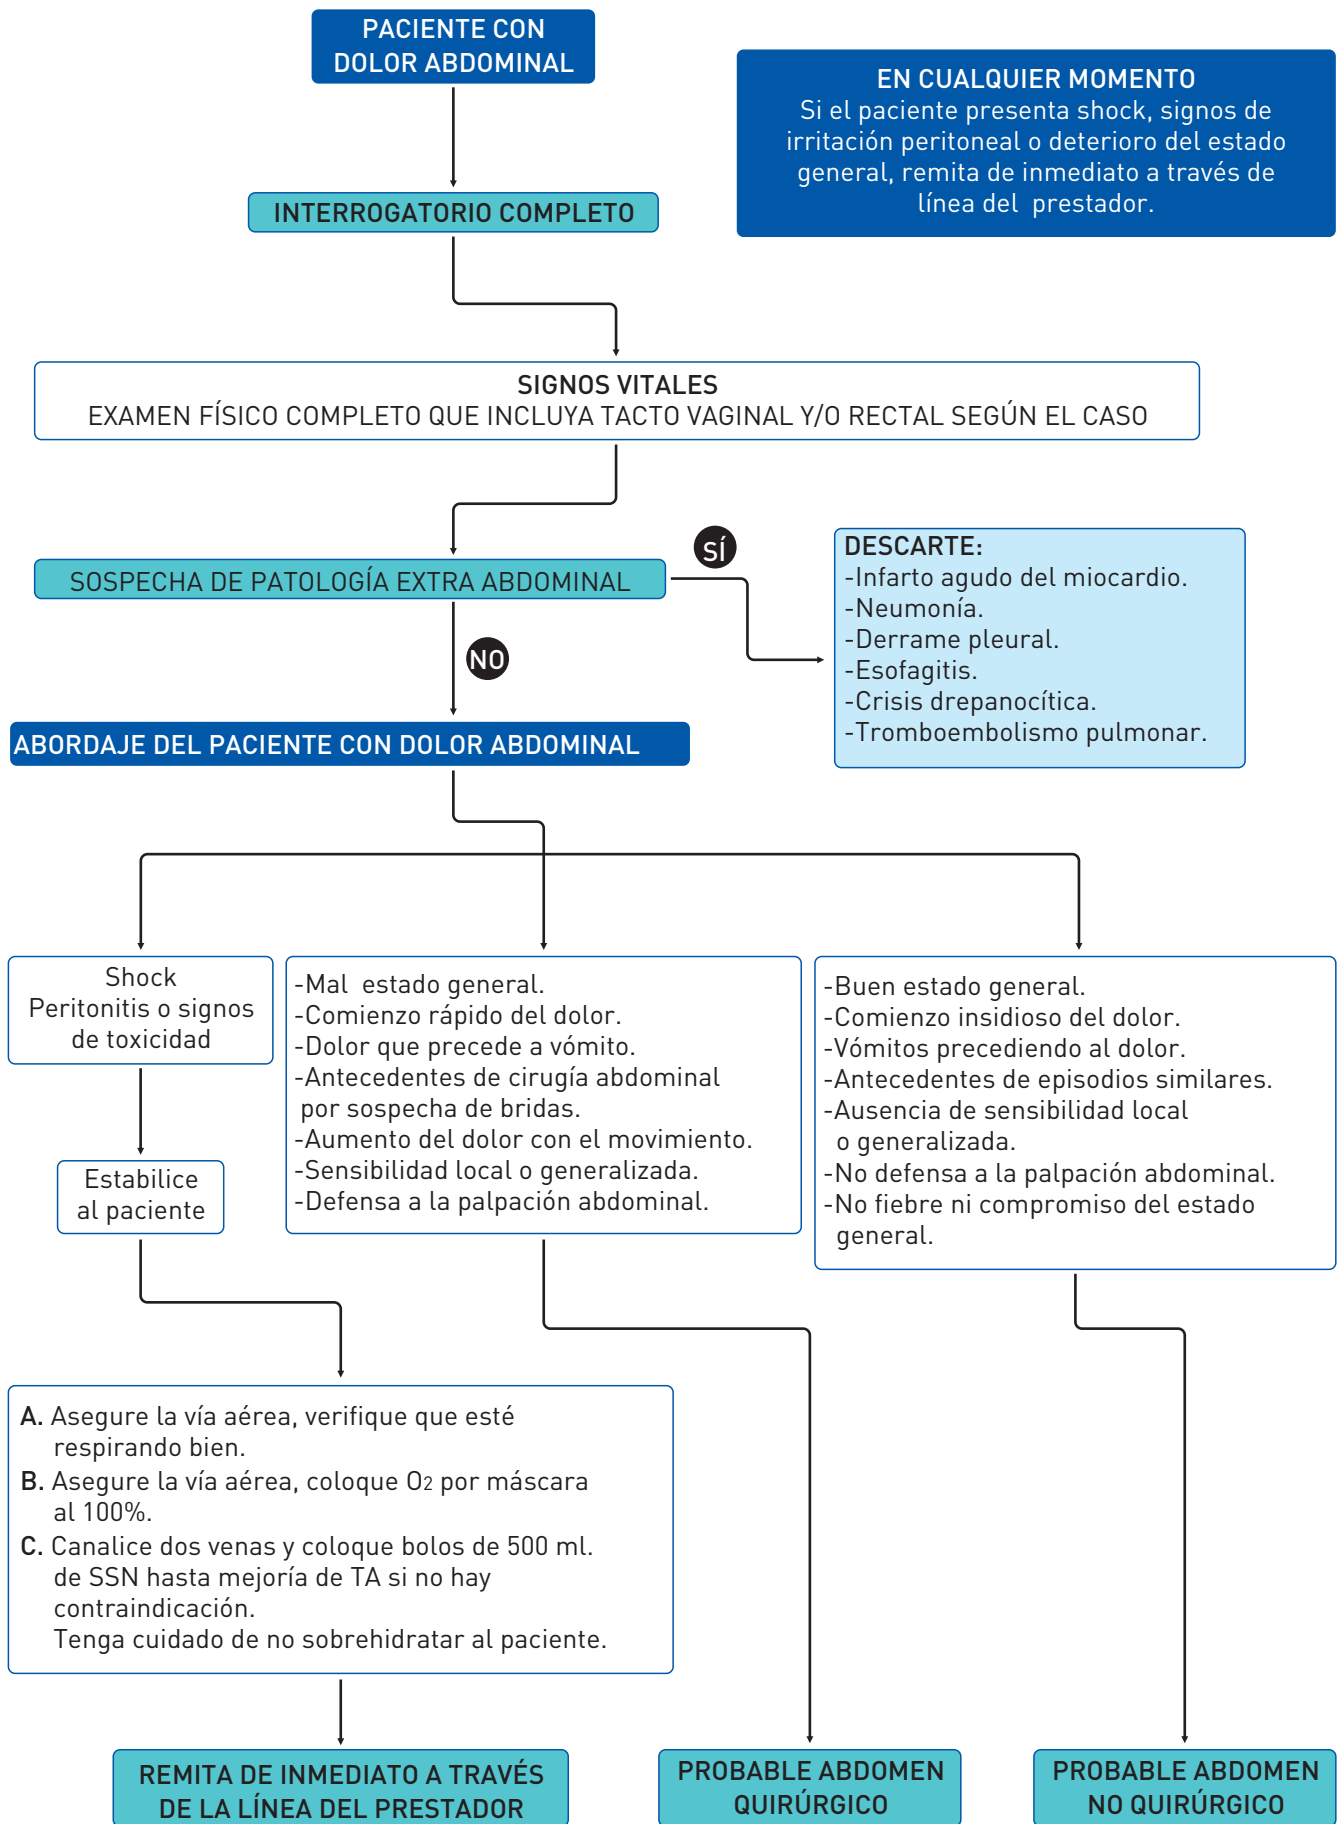 PACIENTE CON
DOLOR ABDOMINAL
EN CUALQUIER MOMENTO
Si el paciente presenta shock, signos de
irritación peritoneal o deterioro del estado
general, remita de inmediato a través de
línea del prestador.
INTERROGATORIO COMPLETO
SIGNOS VITALES
EXAMEN FÍSICO COMPLETO QUE INCLUYA TACTO VAGINAL Y/O RECTAL SEGÚN EL CASO
SOSPECHA DE PATOLOGÍA EXTRA ABDOMINAL
SÍ
DESCARTE:
-Infarto agudo del miocardio.
-Neumonía.
-Derrame pleural.
-Esofagitis.
-Crisis drepanocítica.
-Tromboembolismo pulmonar.
NO
ABORDAJE DEL PACIENTE CON DOLOR ABDOMINAL
Shock
Peritonitis o signos
de toxicidad
Estabilice
al paciente
-Mal estado general.
-Comienzo rápido del dolor.
-Dolor que precede a vómito.
-Antecedentes de cirugía abdominal
por sospecha de bridas.
-Aumento del dolor con el movimiento.
-Sensibilidad local o generalizada.
-Defensa a la palpación abdominal.
-Buen estado general.
-Comienzo insidioso del dolor.
-Vómitos precediendo al dolor.
-Antecedentes de episodios similares.
-Ausencia de sensibilidad local
o generalizada.
-No defensa a la palpación abdominal.
-No fiebre ni compromiso del estado
general.
A. Asegure la vía aérea, verifique que esté
respirando bien.
B. Asegure la vía aérea, coloque O2 por máscara
al 100%.
C. Canalice dos venas y coloque bolos de 500 ml.
de SSN hasta mejoría de TA si no hay
contraindicación.
Tenga cuidado de no sobrehidratar al paciente.
REMITA DE INMEDIATO A TRAVÉS
DE LA LÍNEA DEL PRESTADOR
PROBABLE ABDOMEN
QUIRÚRGICO
PROBABLE ABDOMEN
NO QUIRÚRGICO